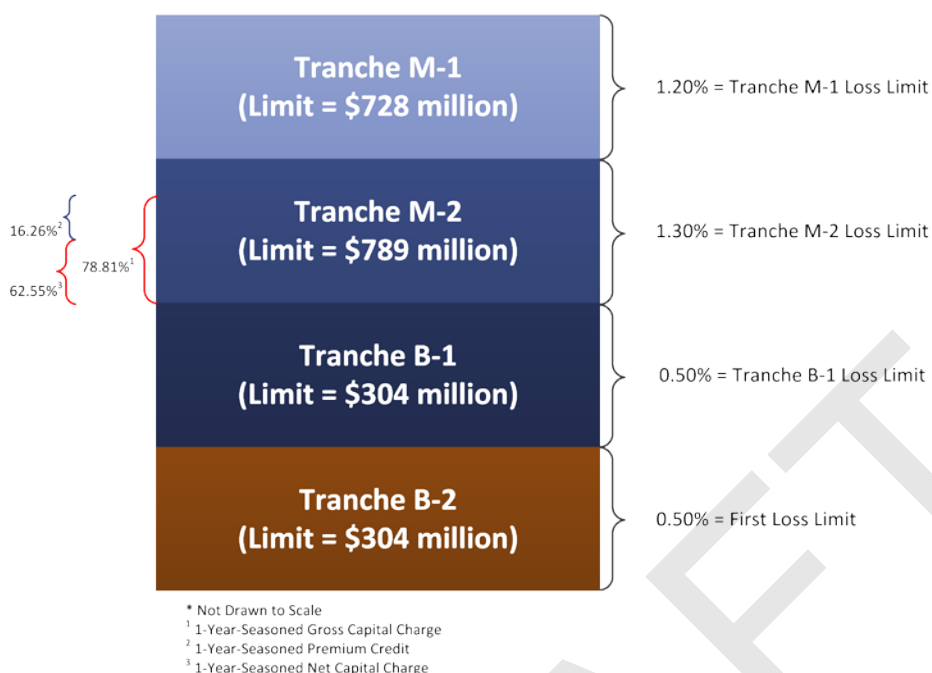 Tranche M-1
(Limit = $728 million)
1.20% = Tranche M-1 Loss Limit
Tranche M-2
(Limit = $789 million)
1.30% = Tranche M-2 Loss Limit
16.26%²
78.81%¹
62.55%³
Tranche B-1
(Limit = $304 million)
0.50% = Tranche B-1 Loss Limit
Tranche B-2
(Limit = $304 million)
0.50% = First Loss Limit
* Not Drawn to Scale
¹ 1-Year-Seasoned Gross Capital Charge
² 1-Year-Seasoned Premium Credit
³ 1-Year-Seasoned Net Capital Charge
AFT